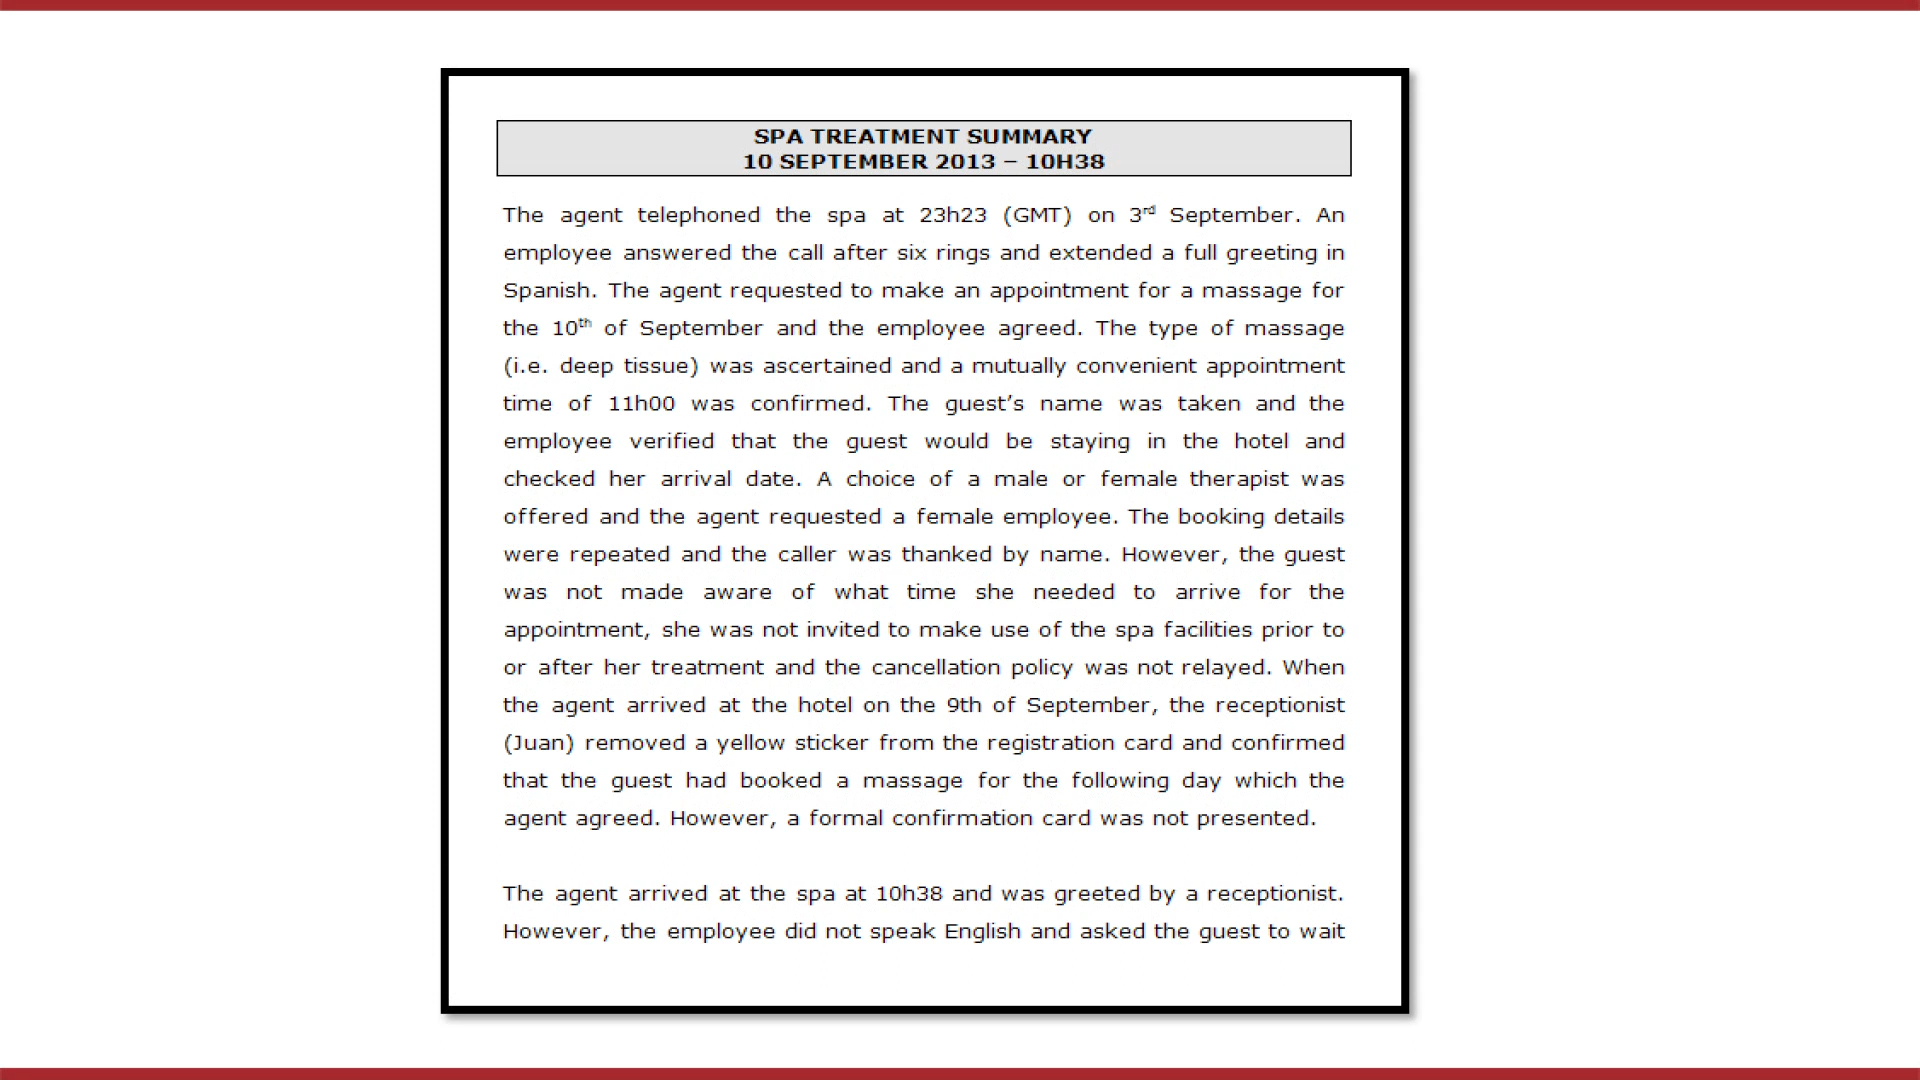 SPA TREATMENT SUMMARY
10 SEPTEMBER 2013 – 10H38
The agent telephoned the spa at 23h23 (GMT) on 3rd September. An
employee answered the call after six rings and extended a full greeting in
Spanish. The agent requested to make an appointment for a massage for
the 10th of September and the employee agreed. The type of massage
(i.e. deep tissue) was ascertained and a mutually convenient appointment
time of 11h00 was confirmed. The guest’s name was taken and the
employee verified that the guest would be staying in the hotel and
checked her arrival date. A choice of a male or female therapist was
offered and the agent requested a female employee. The booking details
were repeated and the caller was thanked by name. However, the guest
was not made aware of what time she needed to arrive for the
appointment, she was not invited to make use of the spa facilities prior to
or after her treatment and the cancellation policy was not relayed. When
the agent arrived at the hotel on the 9th of September, the receptionist
(Juan) removed a yellow sticker from the registration card and confirmed
that the guest had booked a massage for the following day which the
agent agreed. However, a formal confirmation card was not presented.
The agent arrived at the spa at 10h38 and was greeted by a receptionist.
However, the employee did not speak English and asked the guest to wait